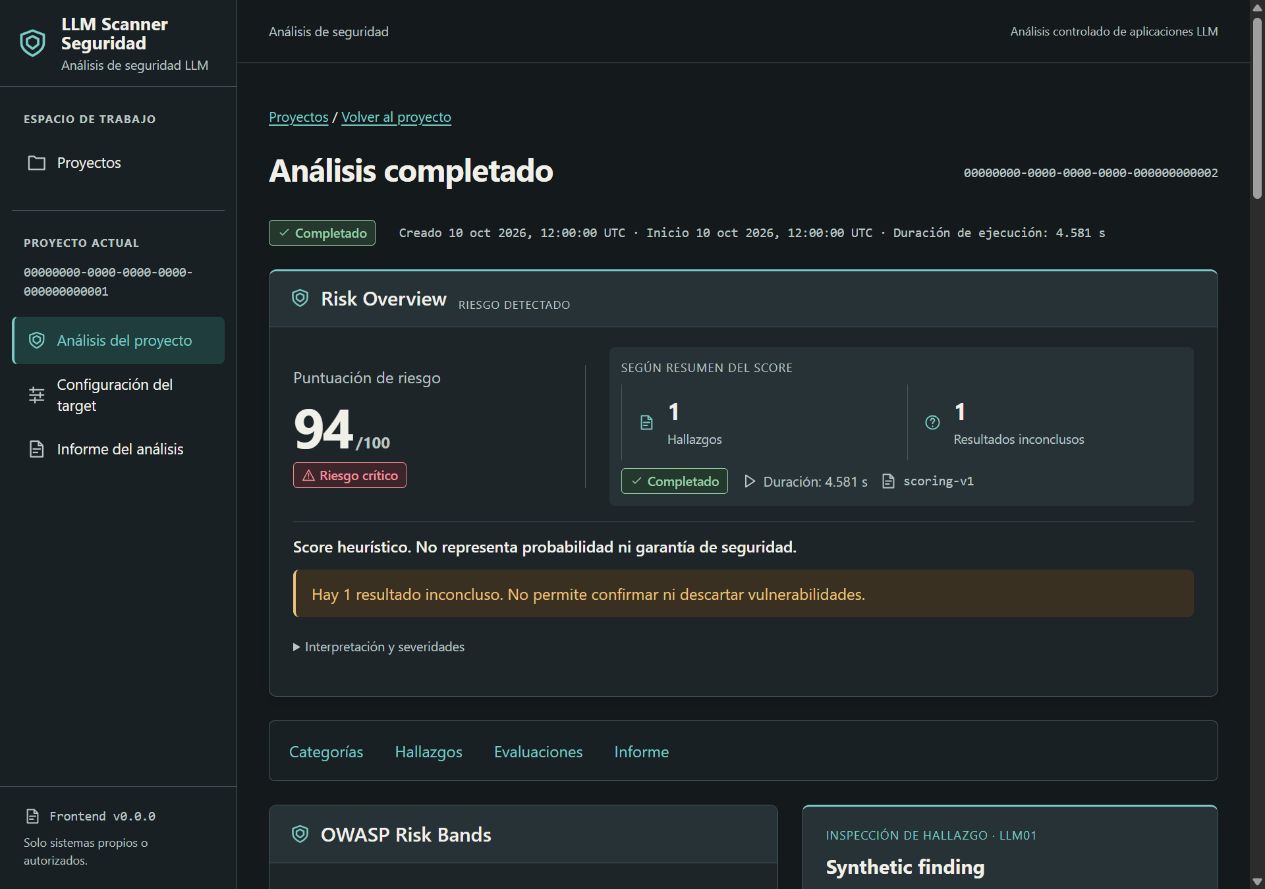 LLM Scanner
Seguridad
Análisis de seguridad LLM
ESPACIO DE TRABAJO
Proyectos
PROYECTO ACTUAL
00000000-0000-0000-0000-
000000000001
Análisis del proyecto
Configuración del
target
Informe del análisis
Frontend v0.0.0
Solo sistemas propios o
autorizados.
Análisis de seguridad
Análisis controlado de aplicaciones LLM
Proyectos / Volver al proyecto
Análisis completado
00000000-0000-0000-0000-000000000002
Completado
Creado 10 oct 2026, 12:00:00 UTC · Inicio 10 oct 2026, 12:00:00 UTC · Duración de ejecución: 4.581 s
Risk Overview RIESGO DETECTADO
Puntuación de riesgo
94/100
Riesgo crítico
SEGÚN RESUMEN DEL SCORE
1
Hallazgos
1
Resultados inconclusos
Completado
Duración: 4.581 s
scoring-v1
Score heurístico. No representa probabilidad ni garantía de seguridad.
Hay 1 resultado inconcluso. No permite confirmar ni descartar vulnerabilidades.
Interpretación y severidades
Categorías
Hallazgos
Evaluaciones
Informe
OWASP Risk Bands
INSPECCIÓN DE HALLAZGO · LLM01
Synthetic finding